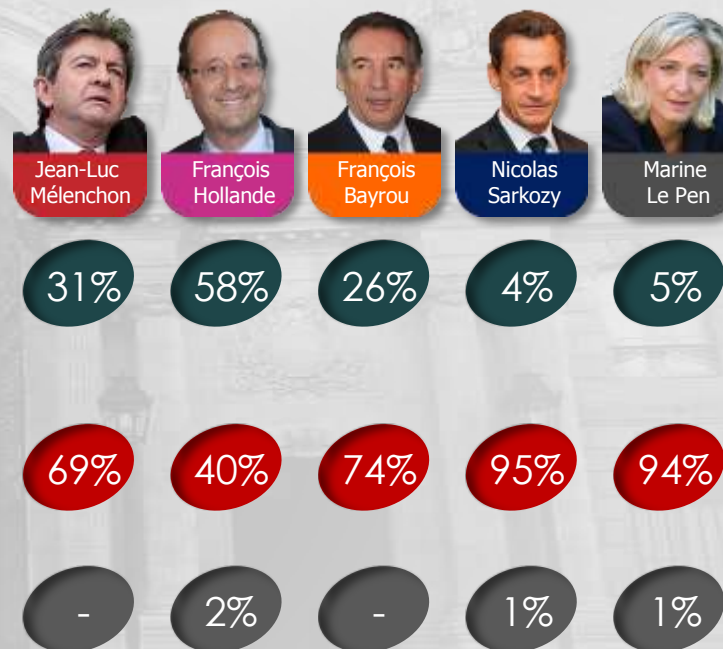 Jean-Luc
Mélenchon
François
Hollande
François
Bayrou
Nicolas
Sarkozy
Marine
Le Pen
31% 58% 26% 4% 5%
69% 40% 74% 95% 94%
- 2% - 1% 1%